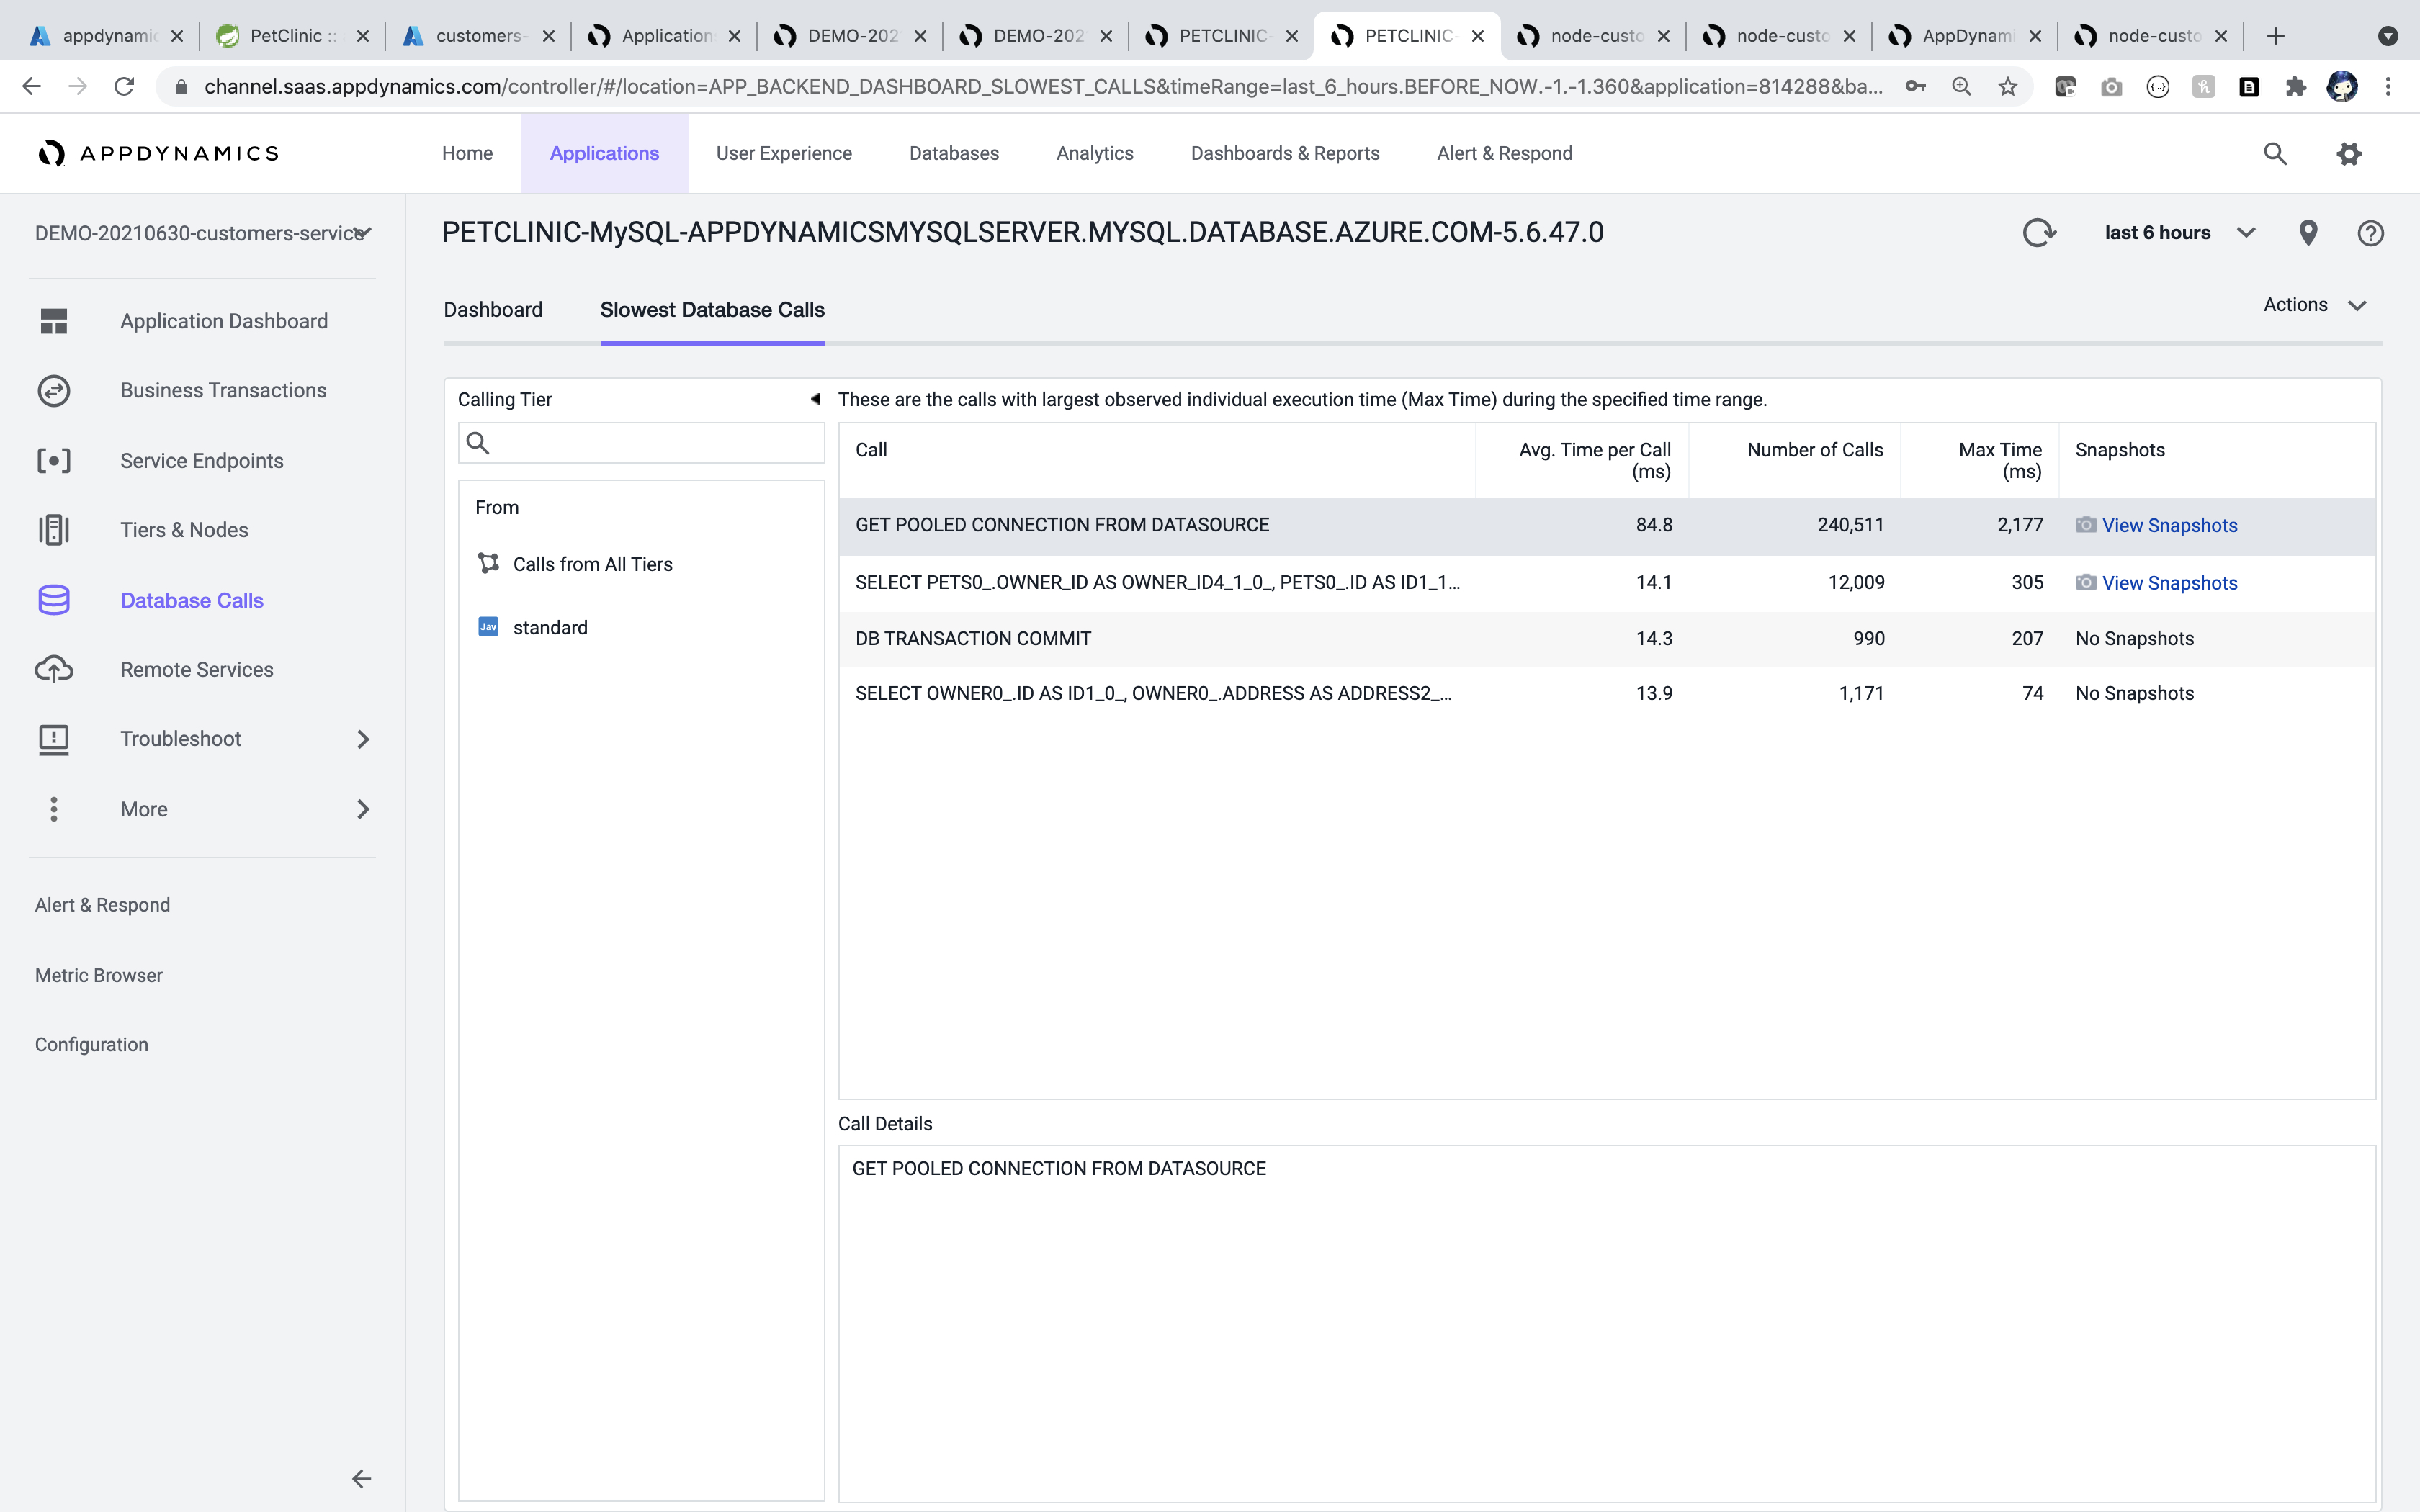 appdynamic
PetClinic ::
customers-
Application
DEMO-202
DEMO-202
PETCLINIC-
PETCLINIC-
node-custo
node-custo
AppDynami
node-custo
channel.saas.appdynamics.com/controller/#/location=APP_BACKEND_DASHBOARD_SLOWEST_CALLS&timeRange=last_6_hours.BEFORE_NOW.-1.-1.360&application=814288&ba...
APPDYNAMICS
Home
Applications
User Experience
Databases
Analytics
Dashboards & Reports
Alert & Respond
DEMO-20210630-customers-service
PETCLINIC-MySQL-APPDYNAMICSMYSQLSERVER.MYSQL.DATABASE.AZURE.COM-5.6.47.0
last 6 hours
Application Dashboard
Business Transactions
Service Endpoints
Tiers & Nodes
Database Calls
Remote Services
Troubleshoot
More
Alert & Respond
Metric Browser
Configuration
Dashboard
Slowest Database Calls
Actions
Calling Tier
From
Calls from All Tiers
Jav
standard
These are the calls with largest observed individual execution time (Max Time) during the specified time range.
Call
Avg. Time per Call (ms)
Number of Calls
Max Time (ms)
Snapshots
GET POOLED CONNECTION FROM DATASOURCE 84.8 240,511 2,177 View Snapshots
SELECT PETS0_.OWNER_ID AS OWNER_ID4_1_0_, PETS0_.ID AS ID1_1... 14.1 12,009 305 View Snapshots
DB TRANSACTION COMMIT 14.3 990 207 No Snapshots
SELECT OWNER0_.ID AS ID1_0_, OWNER0_.ADDRESS AS ADDRESS2_... 13.9 1,171 74 No Snapshots
Call Details
GET POOLED CONNECTION FROM DATASOURCE